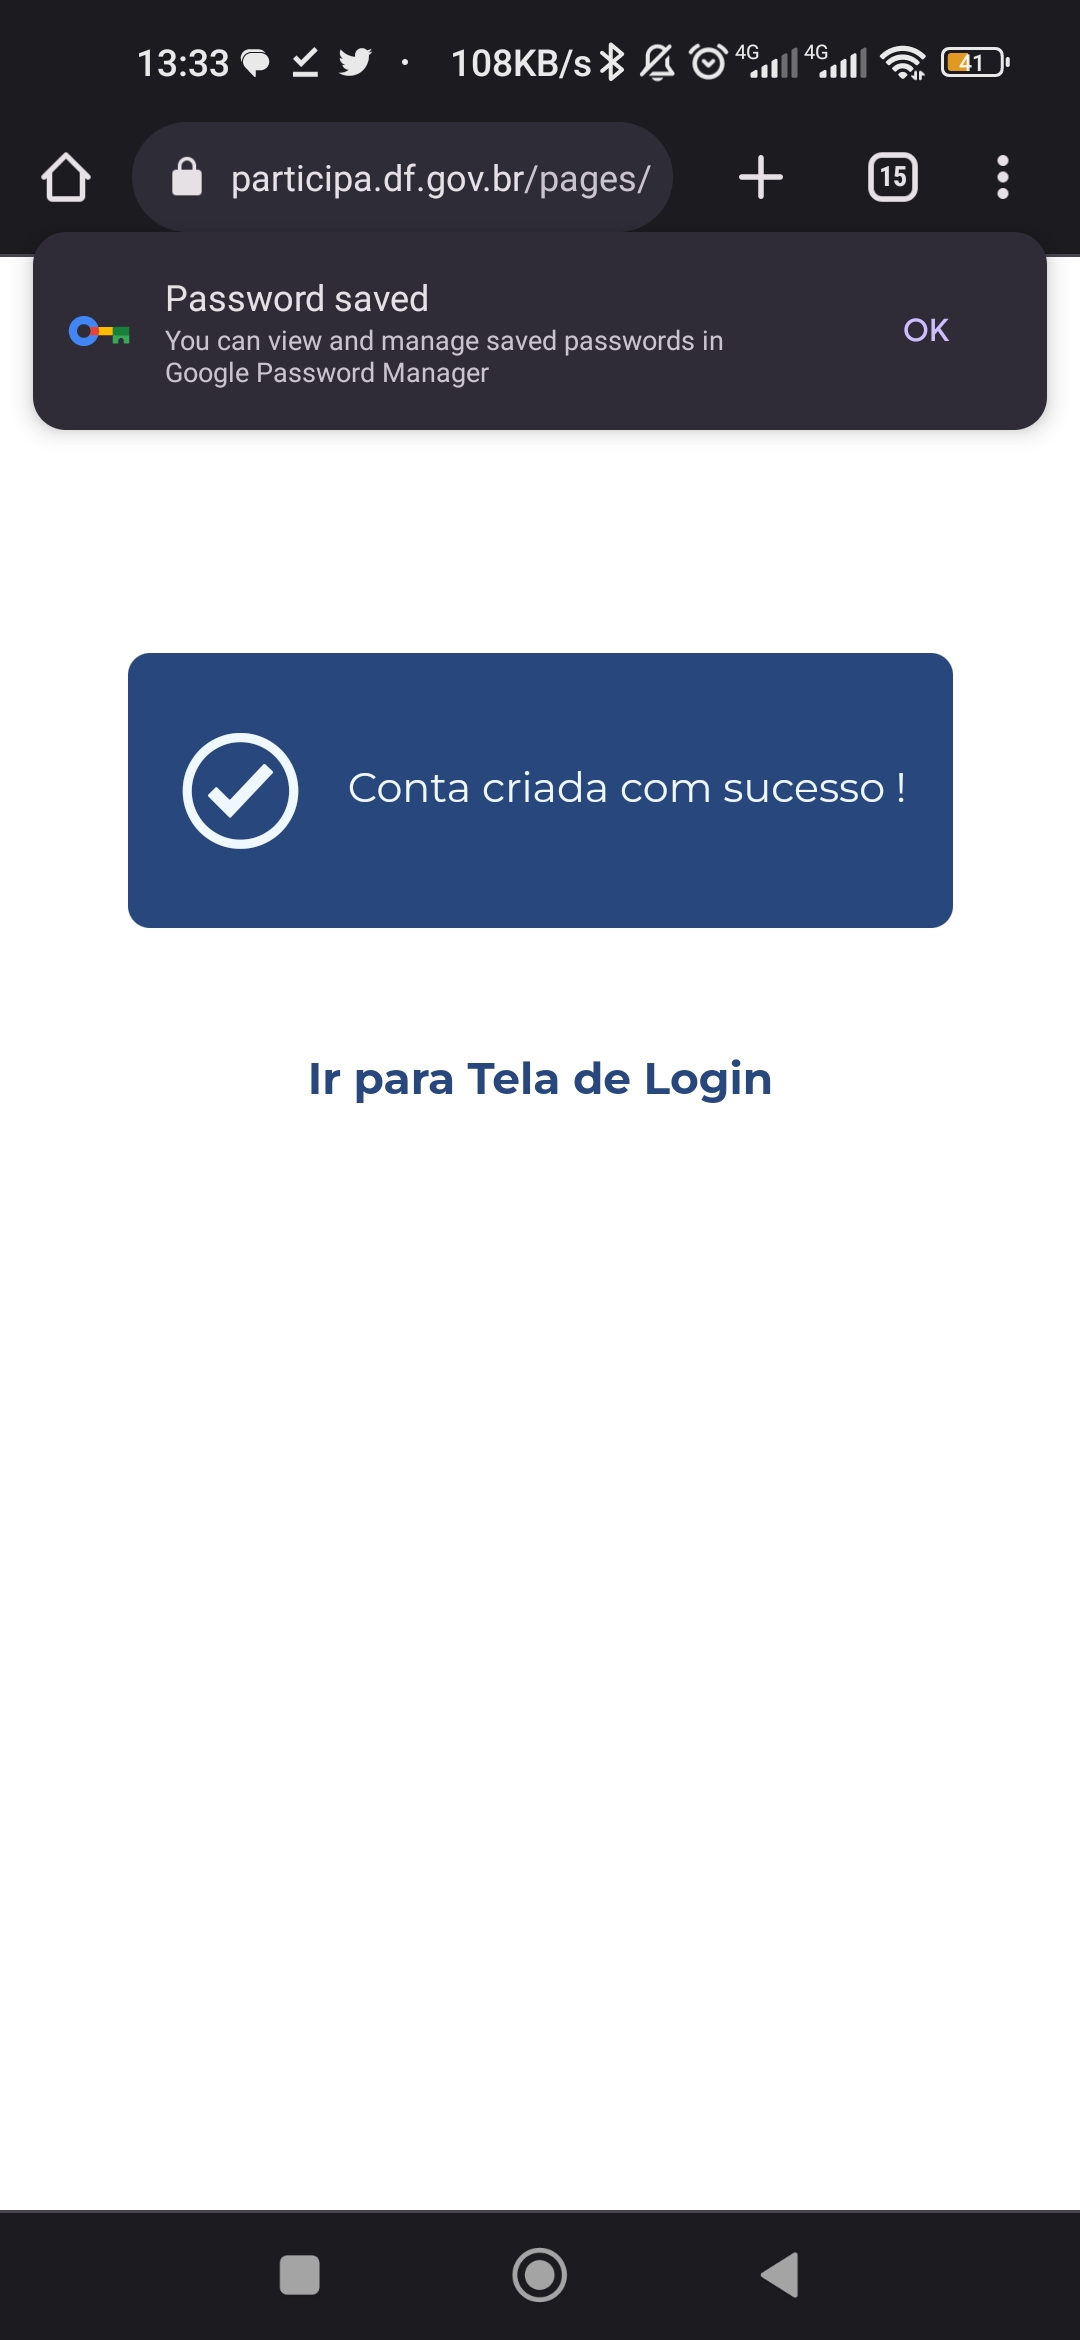 13:33 108KB/s 4G 4G 41
participa.df.gov.br/pages/ 15
Password saved
You can view and manage saved passwords in
Google Password Manager
OK
Conta criada com sucesso !
Ir para Tela de Login